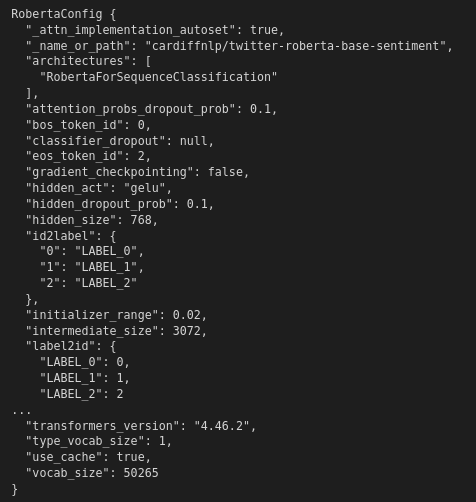 RobertaConfig {
  "_attn_implementation_autoset": true,
  "_name_or_path": "cardiffnlp/twitter-roberta-base-sentiment",
  "architectures": [
    "RobertaForSequenceClassification"
  ],
  "attention_probs_dropout_prob": 0.1,
  "bos_token_id": 0,
  "classifier_dropout": null,
  "eos_token_id": 2,
  "gradient_checkpointing": false,
  "hidden_act": "gelu",
  "hidden_dropout_prob": 0.1,
  "hidden_size": 768,
  "id2label": {
    "0": "LABEL_0",
    "1": "LABEL_1",
    "2": "LABEL_2"
  },
  "initializer_range": 0.02,
  "intermediate_size": 3072,
  "label2id": {
    "LABEL_0": 0,
    "LABEL_1": 1,
    "LABEL_2": 2
...
  "transformers_version": "4.46.2",
  "type_vocab_size": 1,
  "use_cache": true,
  "vocab_size": 50265
}